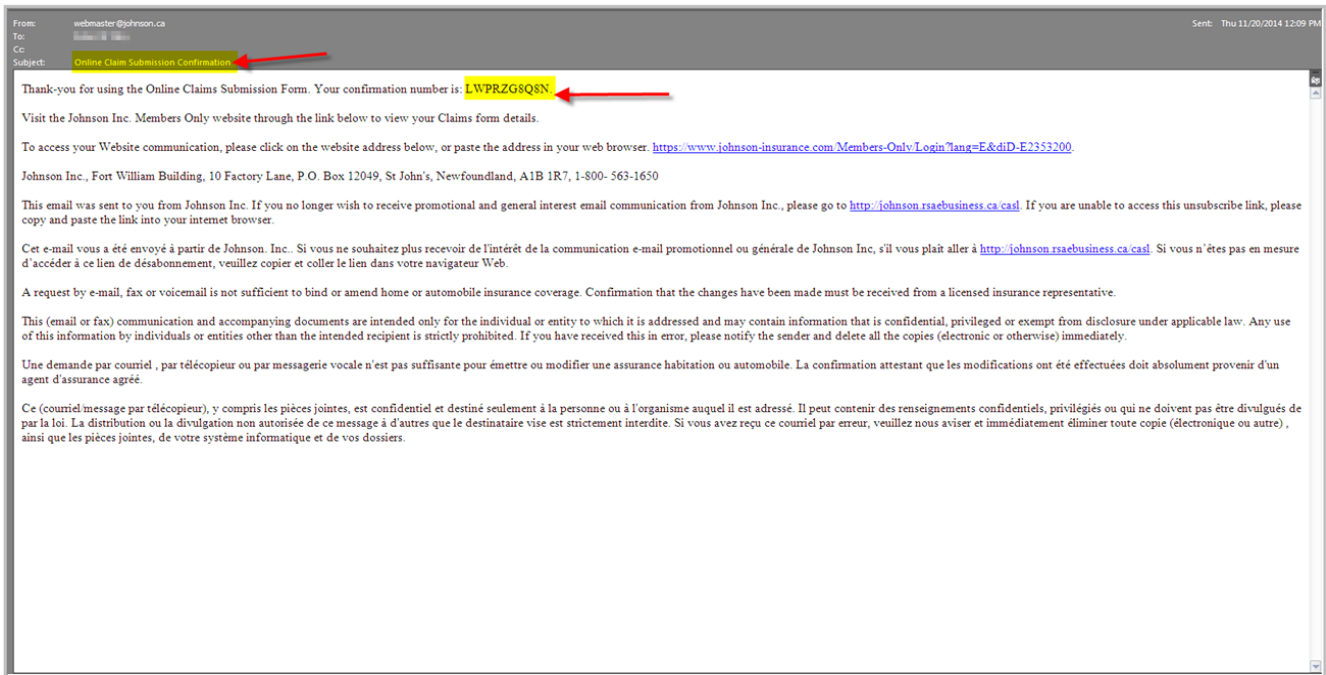 From: webmaster@johnson.ca
Sent: Thu 11/20/2014 12:09 PM
To:
Cc:
Subject: Online Claim Submission Confirmation
Thank-you for using the Online Claims Submission Form. Your confirmation number is: LWPRZG8Q8N.
Visit the Johnson Inc. Members Only website through the link below to view your Claims form details.
To access your Website communication, please click on the website address below, or paste the address in your web browser. https://www.johnson-insurance.com/Members-Only/Login?lang=E&diD-E2353200.
Johnson Inc., Fort William Building, 10 Factory Lane, P.O. Box 12049, St John's, Newfoundland, A1B 1R7, 1-800- 563-1650
This email was sent to you from Johnson Inc. If you no longer wish to receive promotional and general interest email communication from Johnson Inc., please go to http://johnson.rsaebusiness.ca/casl. If you are unable to access this unsubscribe link, please
copy and paste the link into your internet browser.
Cet e-mail vous a été envoyé à partir de Johnson. Inc.. Si vous ne souhaitez plus recevoir de l'intérêt de la communication e-mail promotionnel ou générale de Johnson Inc, s'il vous plaît aller à http://johnson.rsaebusiness.ca/casl. Si vous n'êtes pas en mesure
d'accéder à ce lien de désabonnement, veuillez copier et coller le lien dans votre navigateur Web.
A request by e-mail, fax or voicemail is not sufficient to bind or amend home or automobile insurance coverage. Confirmation that the changes have been made must be received from a licensed insurance representative.
This (email or fax) communication and accompanying documents are intended only for the individual or entity to which it is addressed and may contain information that is confidential, privileged or exempt from disclosure under applicable law. Any use
of this information by individuals or entities other than the intended recipient is strictly prohibited. If you have received this in error, please notify the sender and delete all the copies (electronic or otherwise) immediately.
Une demande par courriel , par télécopieur ou par messagerie vocale n'est pas suffisante pour émettre ou modifier une assurance habitation ou automobile. La confirmation attestant que les modifications ont été effectuées doit absolument provenir d'un
agent d'assurance agréé.
Ce (courriel/message par télécopieur), y compris les pièces jointes, est confidentiel et destiné seulement à la personne ou à l'organisme auquel il est adressé. Il peut contenir des renseignements confidentiels, privilégiés ou qui ne doivent pas être divulgués de
par la loi. La distribution ou la divulgation non autorisée de ce message à d'autres que le destinataire vise est strictement interdite. Si vous avez reçu ce courriel par erreur, veuillez nous aviser et immédiatement éliminer toute copie (électronique ou autre) ,
ainsi que les pièces jointes, de votre système informatique et de vos dossiers.